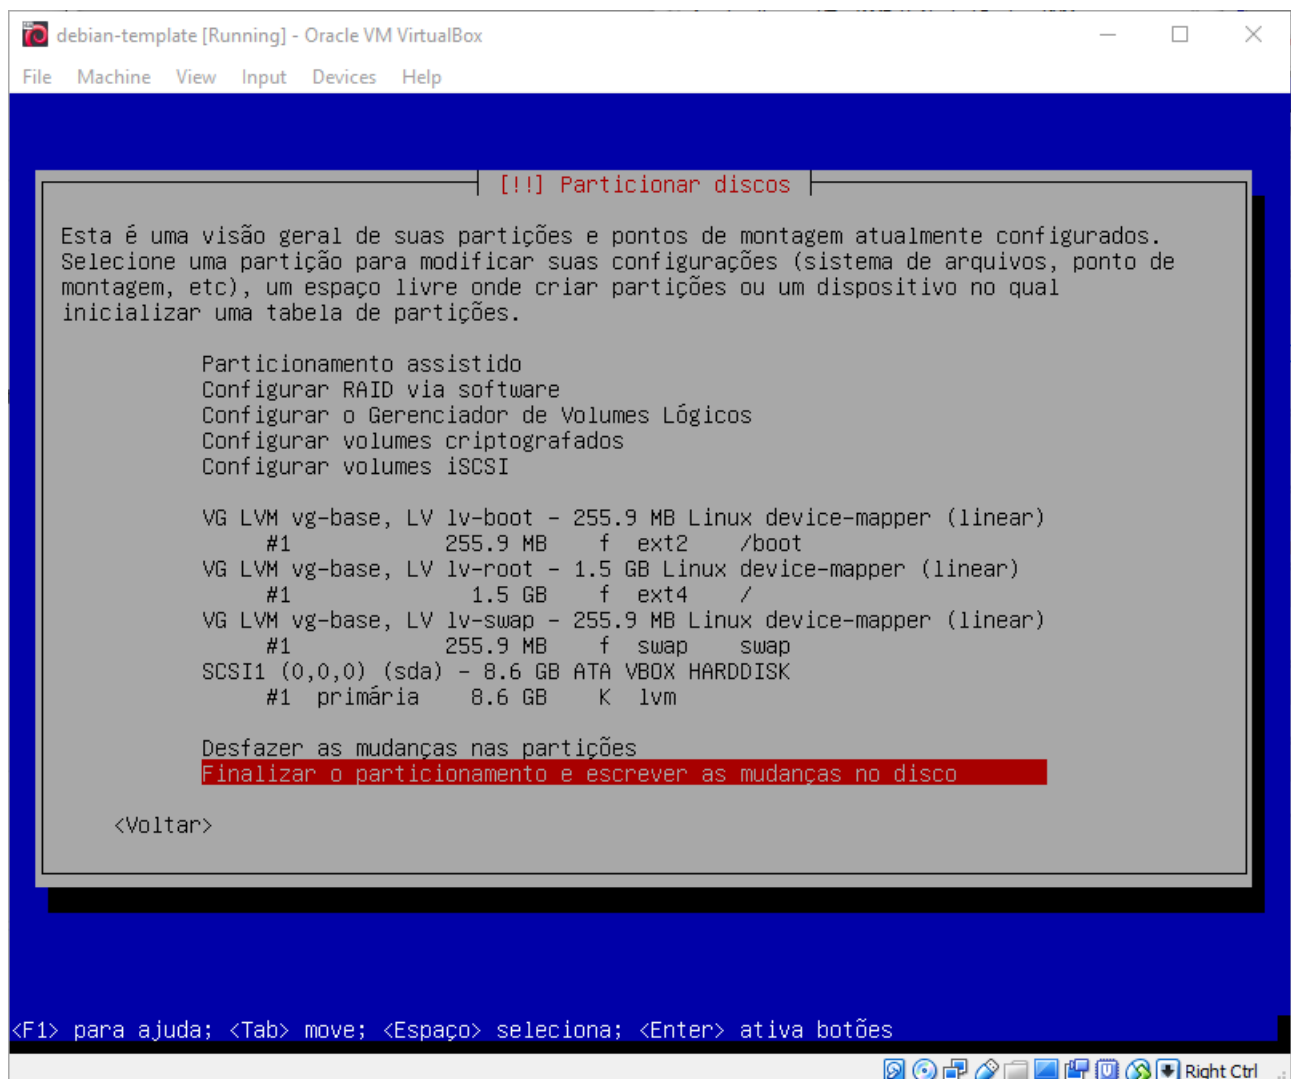 debian-template [Running] - Oracle VM VirtualBox
File Machine View Input Devices Help
[!!] Particionar discos
Esta é uma visão geral de suas partições e pontos de montagem atualmente configurados.
Selecione uma partição para modificar suas configurações (sistema de arquivos, ponto de
montagem, etc), um espaço livre onde criar partições ou um dispositivo no qual
inicializar uma tabela de partições.
Particionamento assistido
Configurar RAID via software
Configurar o Gerenciador de Volumes Lógicos
Configurar volumes criptografados
Configurar volumes iSCSI
VG LVM vg-base, LV lv-boot - 255.9 MB Linux device-mapper (linear)
#1 255.9 MB f ext2 /boot
VG LVM vg-base, LV lv-root - 1.5 GB Linux device-mapper (linear)
#1 1.5 GB f ext4 /
VG LVM vg-base, LV lv-swap - 255.9 MB Linux device-mapper (linear)
#1 255.9 MB f swap swap
SCSI1 (0,0,0) (sda) - 8.6 GB ATA VBOX HARDDISK
#1 primária 8.6 GB K lvm
Desfazer as mudanças nas partições
Finalizar o particionamento e escrever as mudanças no disco
<Voltar>
<F1> para ajuda; <Tab> move; <Espaço> seleciona; <Enter> ativa botões
Right Ctrl